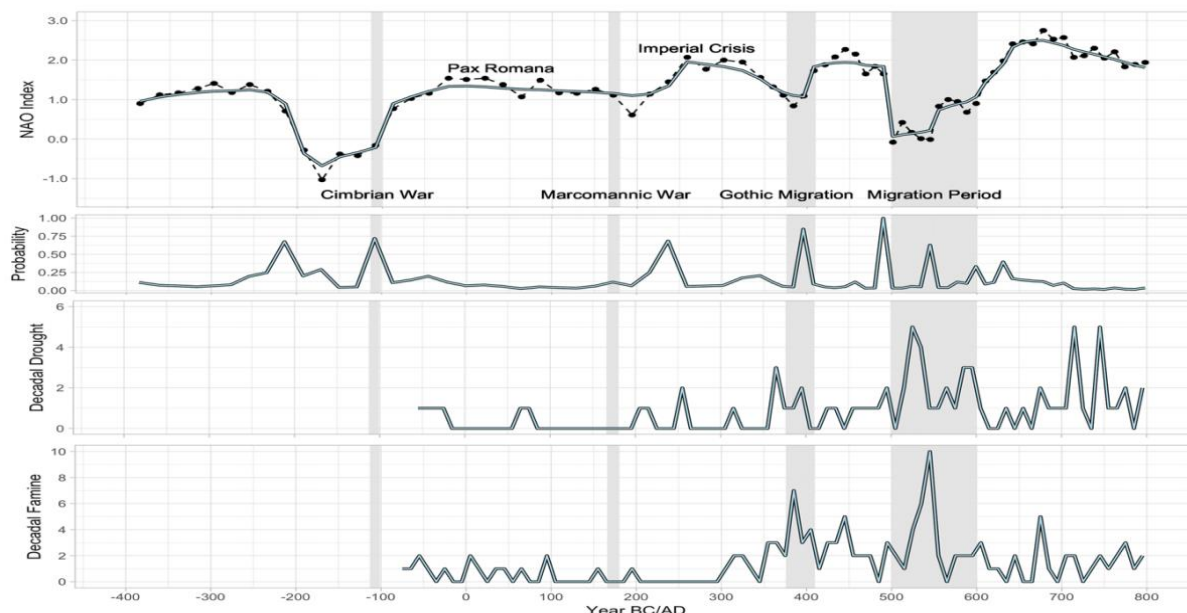 3.0
2.0
1.0
0.0
-1.0
NAO Index
Pax Romana
Imperial Crisis
Cimbrian War
Marcomannic War
Gothic Migration
Migration Period
1.00
0.75
0.50
0.25
0.00
Probability
6
4
2
0
Decadal Drought
10
8
6
4
2
0
Decadal Famine
-400 -300 -200 -100 0 100 200 300 400 500 600 700 800
Year BC/AD